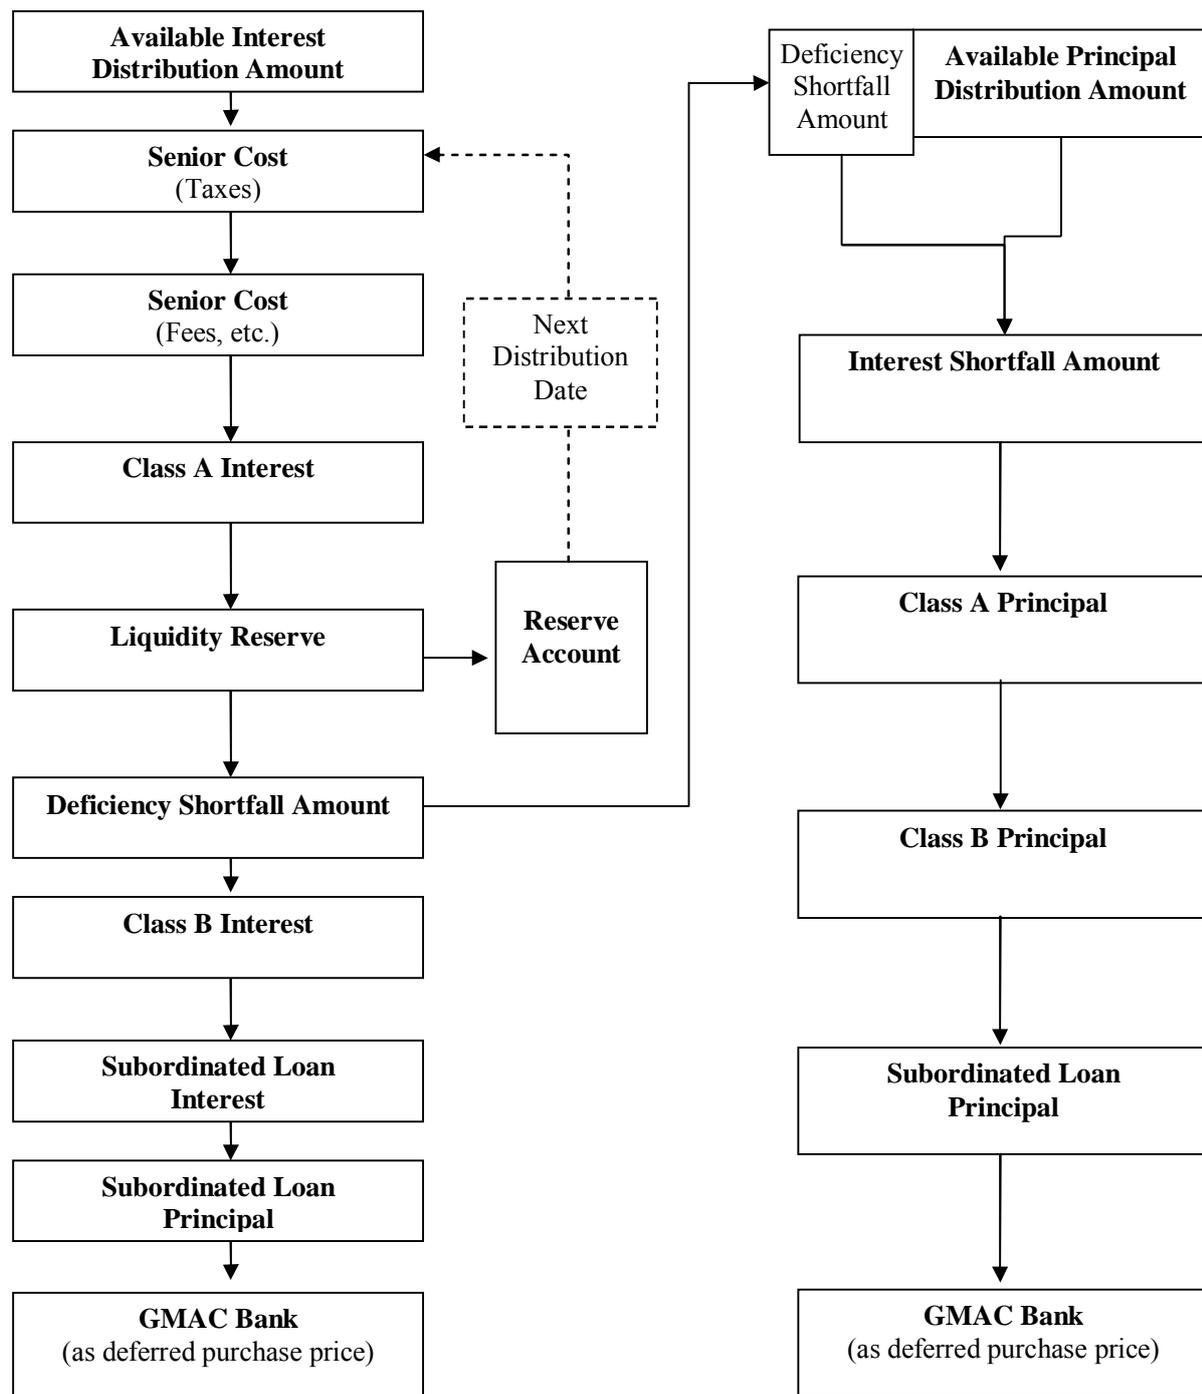 Available Interest
Distribution Amount
Senior Cost
(Taxes)
Senior Cost
(Fees, etc.)
Class A Interest
Liquidity Reserve
Deficiency Shortfall Amount
Class B Interest
Subordinated Loan
Interest
Subordinated Loan
Principal
GMAC Bank
(as deferred purchase price)
Next
Distribution
Date
Reserve
Account
Deficiency
Shortfall
Amount
Available Principal
Distribution Amount
Interest Shortfall Amount
Class A Principal
Class B Principal
Subordinated Loan
Principal
GMAC Bank
(as deferred purchase price)